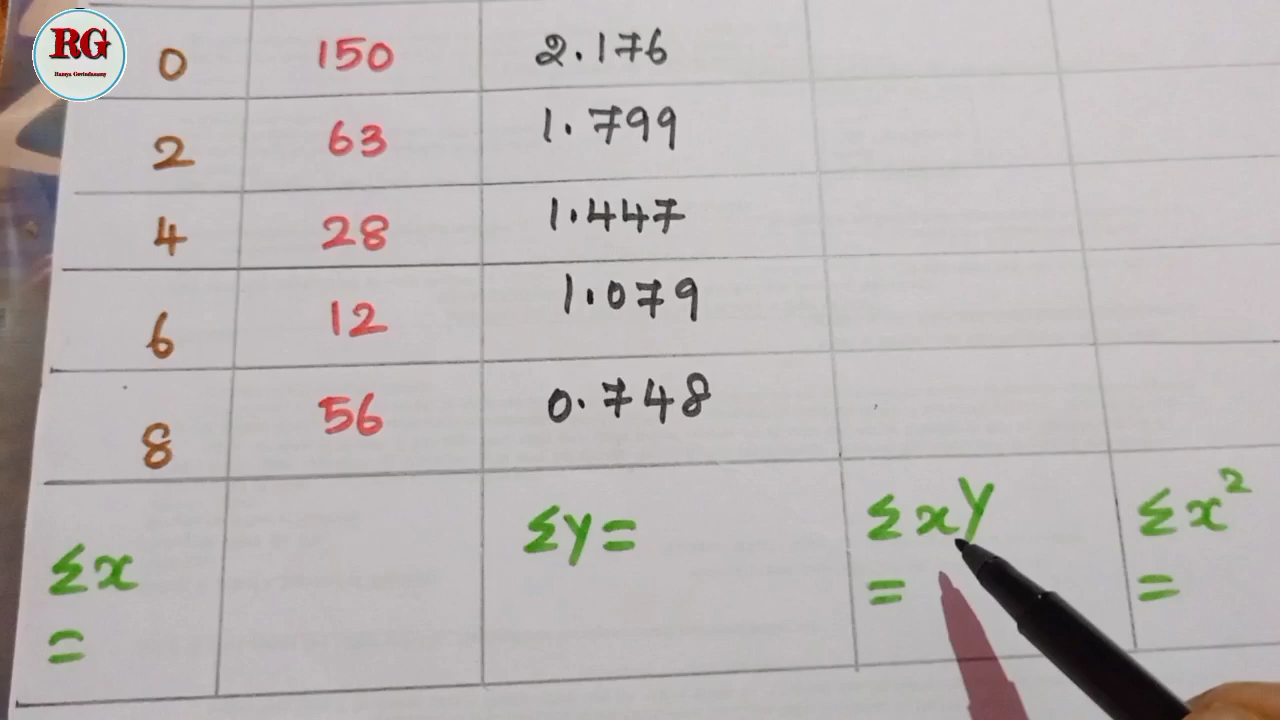 RG
Ramya Govindasamy
0 150 2.176
2 63 1.799
4 28 1.447
6 12 1.079
8 56 0.748
Σx = Σy = Σxy = Σx² =